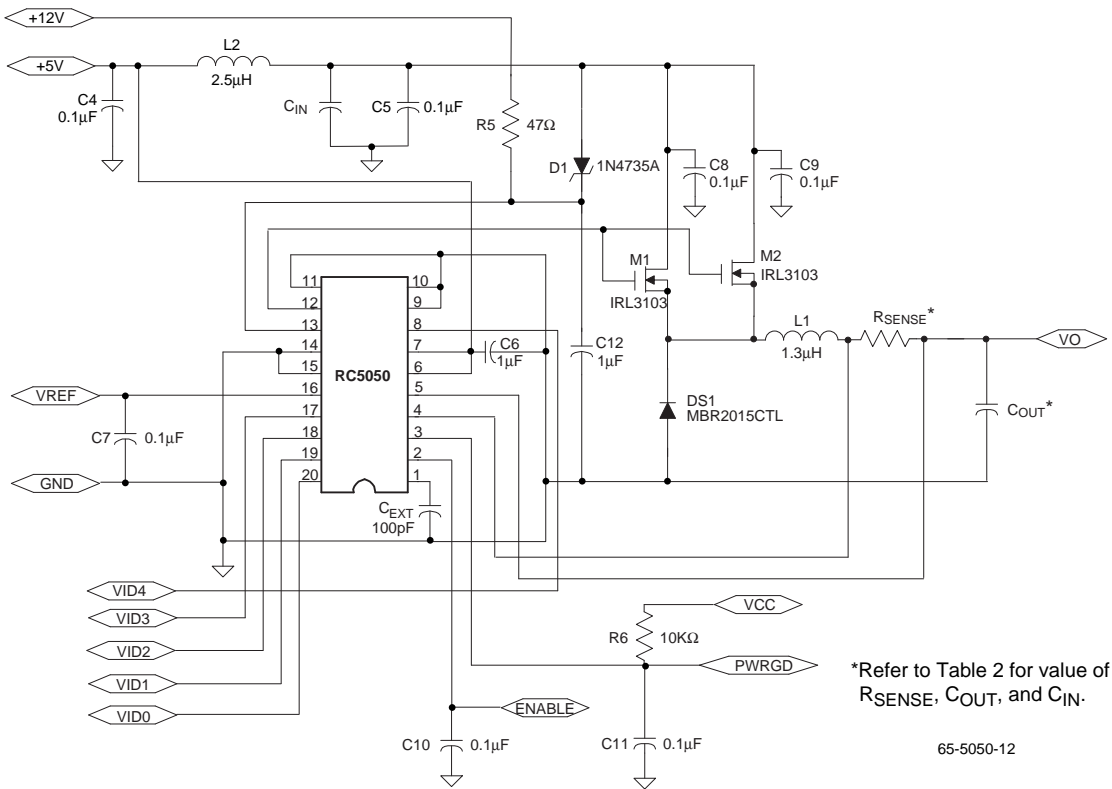 +12V
+5V
L2
2.5µH
C4
0.1µF
CIN
C5
0.1µF
R5
47Ω
D1
1N4735A
C8
0.1µF
C9
0.1µF
M1
IRL3103
M2
IRL3103
L1
1.3µH
RSENSE*
VO
COUT*
C12
1µF
DS1
MBR2015CTL
C6
1µF
RC5050
11
12
13
14
15
16
17
18
19
20
10
9
8
7
6
5
4
3
2
1
VREF
C7
0.1µF
GND
CEXT
100pF
VID4
VID3
VID2
VID1
VID0
VCC
R6
10KΩ
PWRGD
ENABLE
C10
0.1µF
C11
0.1µF
*Refer to Table 2 for value of
RSENSE, COUT, and CIN.
65-5050-12